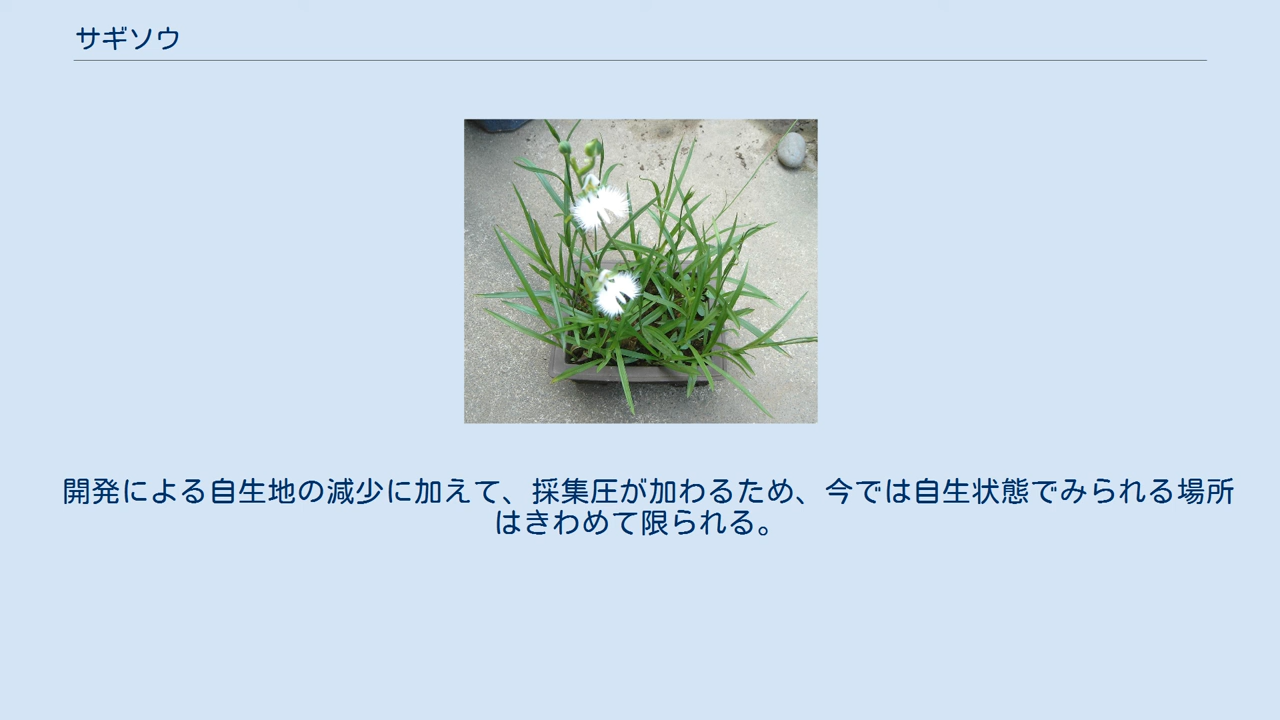 サギソウ
開発による自生地の減少に加えて、採集圧が加わるため、今では自生状態でみられる場所
はきわめて限られる。